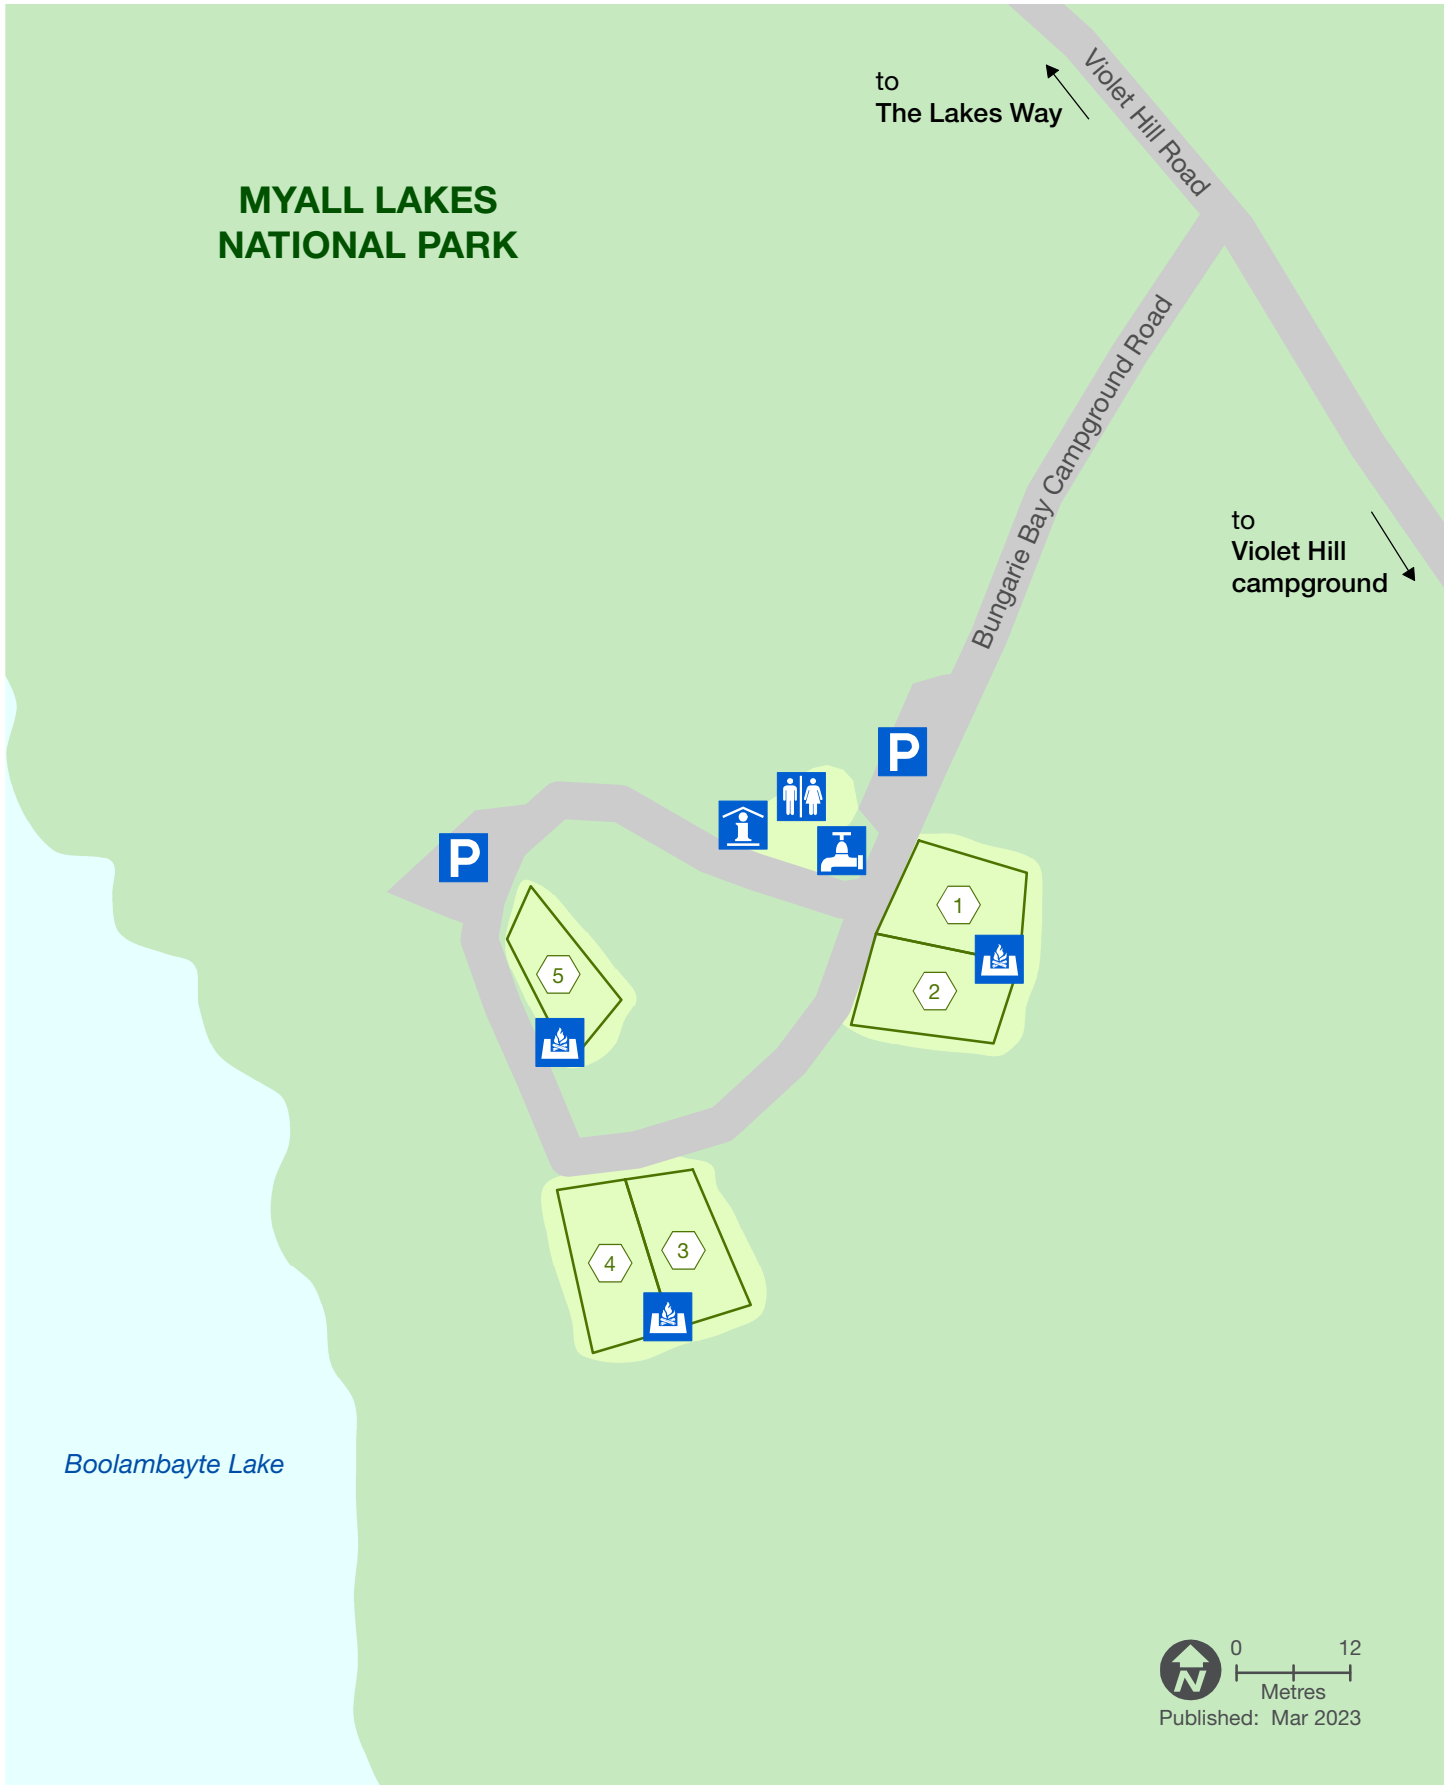 Violet Hill Road
to
The Lakes Way
MYALL LAKES
NATIONAL PARK
Bungarie Bay Campground Road
to
Violet Hill
campground
P
P
1
5
2
3
4
Boolambayte Lake
0 12
N
Metres
Published: Mar 2023